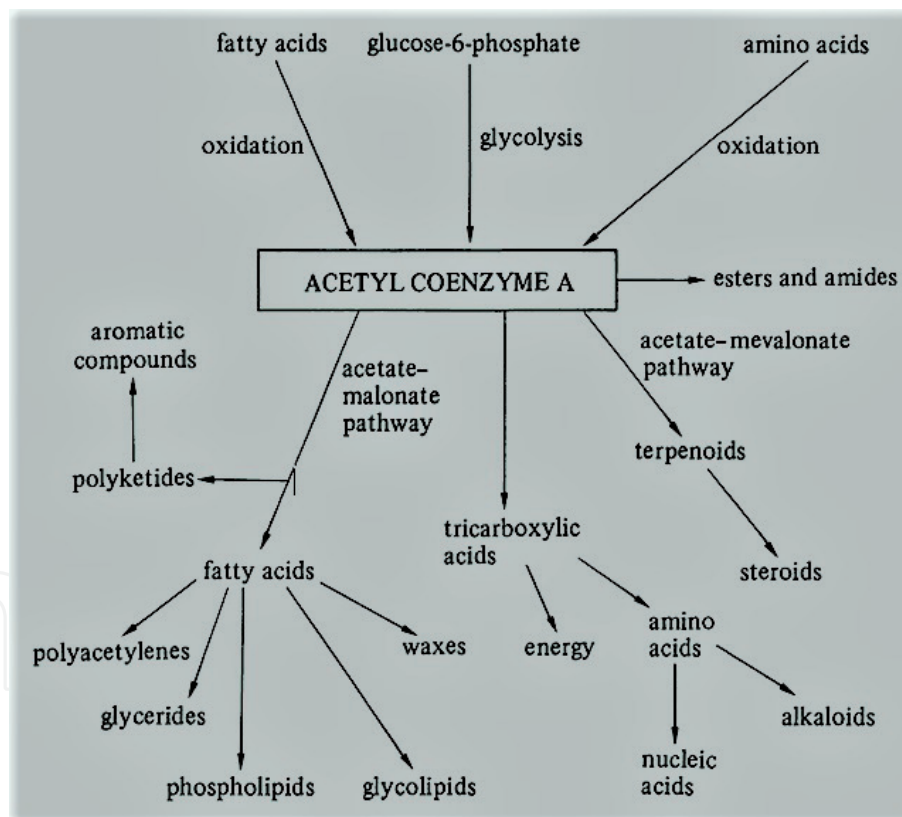 fatty acids
glucose-6-phosphate
amino acids
oxidation
glycolysis
oxidation
ACETYL COENZYME A
esters and amides
aromatic
compounds
acetate-
malonate
pathway
acetate-mevalonate
pathway
polyketides
terpenoids
tricarboxylic
acids
fatty acids
steroids
polyacetylenes
waxes
energy
amino
acids
glycerides
alkaloids
phospholipids
glycolipids
nucleic
acids